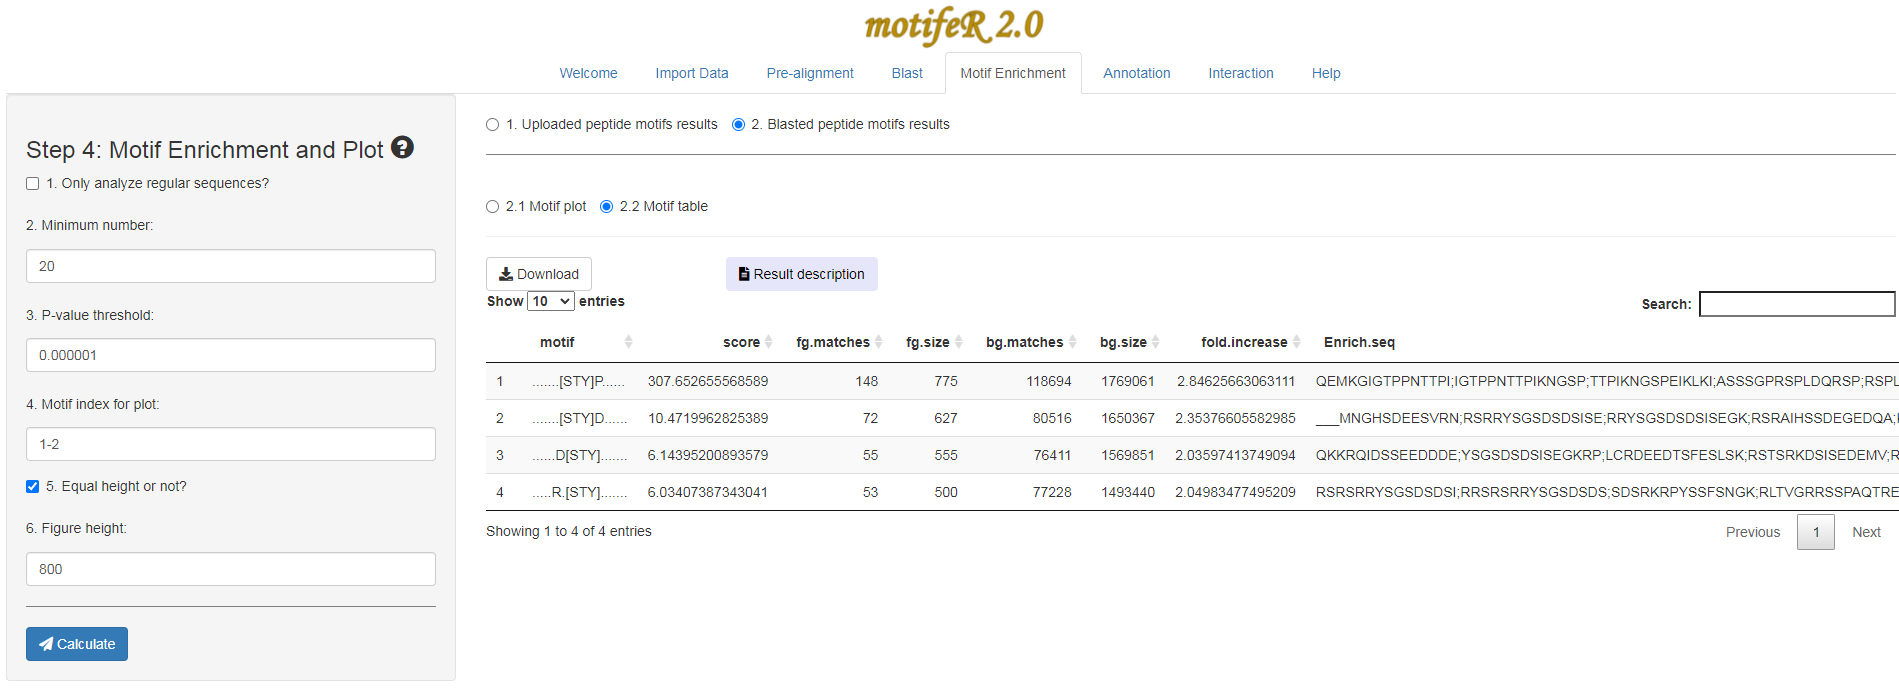 motifeR 2.0
Welcome Import Data Pre-alignment Blast Motif Enrichment Annotation Interaction Help
Step 4: Motif Enrichment and Plot ?
1. Only analyze regular sequences?
2. Minimum number:
20
3. P-value threshold:
0.000001
4. Motif index for plot:
1-2
5. Equal height or not?
6. Figure height:
800
Calculate
1. Uploaded peptide motifs results 2. Blasted peptide motifs results
2.1 Motif plot 2.2 Motif table
Download Result description
Show 10 entries
Search:
motif score fg.matches fg.size bg.matches bg.size fold.increase Enrich.seq
1 .......[STY]P...... 307.652655568589 148 775 118694 1769061 2.84625663063111 QEMKGIGTPPNTTPI;IGTPPNTTPIKNGSP;TTPIKNGSPEIKLKI;ASSSGPRSPLDQRSP;RSPL
2 .......[STY]D...... 10.4719962825389 72 627 80516 1650367 2.35376605582985 ___MNGHSDEESVRN;RSRRYSGSDSDSISE;RRYSGSDSDSISEGK;RSRAIHSSDEGEDQA;
3 ......D[STY]....... 6.14395200893579 55 555 76411 1569851 2.03597413749094 QKKRQIDSSEEDDDE;YSGSDSDSISEGKRP;LCRDEEDTSFESLSK;RSTSRKDSISEDEMV;R
4 .....R.[STY]....... 6.03407387343041 53 500 77228 1493440 2.04983477495209 RSRSRRYSGSDSDSI;RRSRSRRYSGSDSDS;SDSRKRPYSSFSNGK;RLTVGRRSSPAQTRE
Showing 1 to 4 of 4 entries
Previous 1 Next